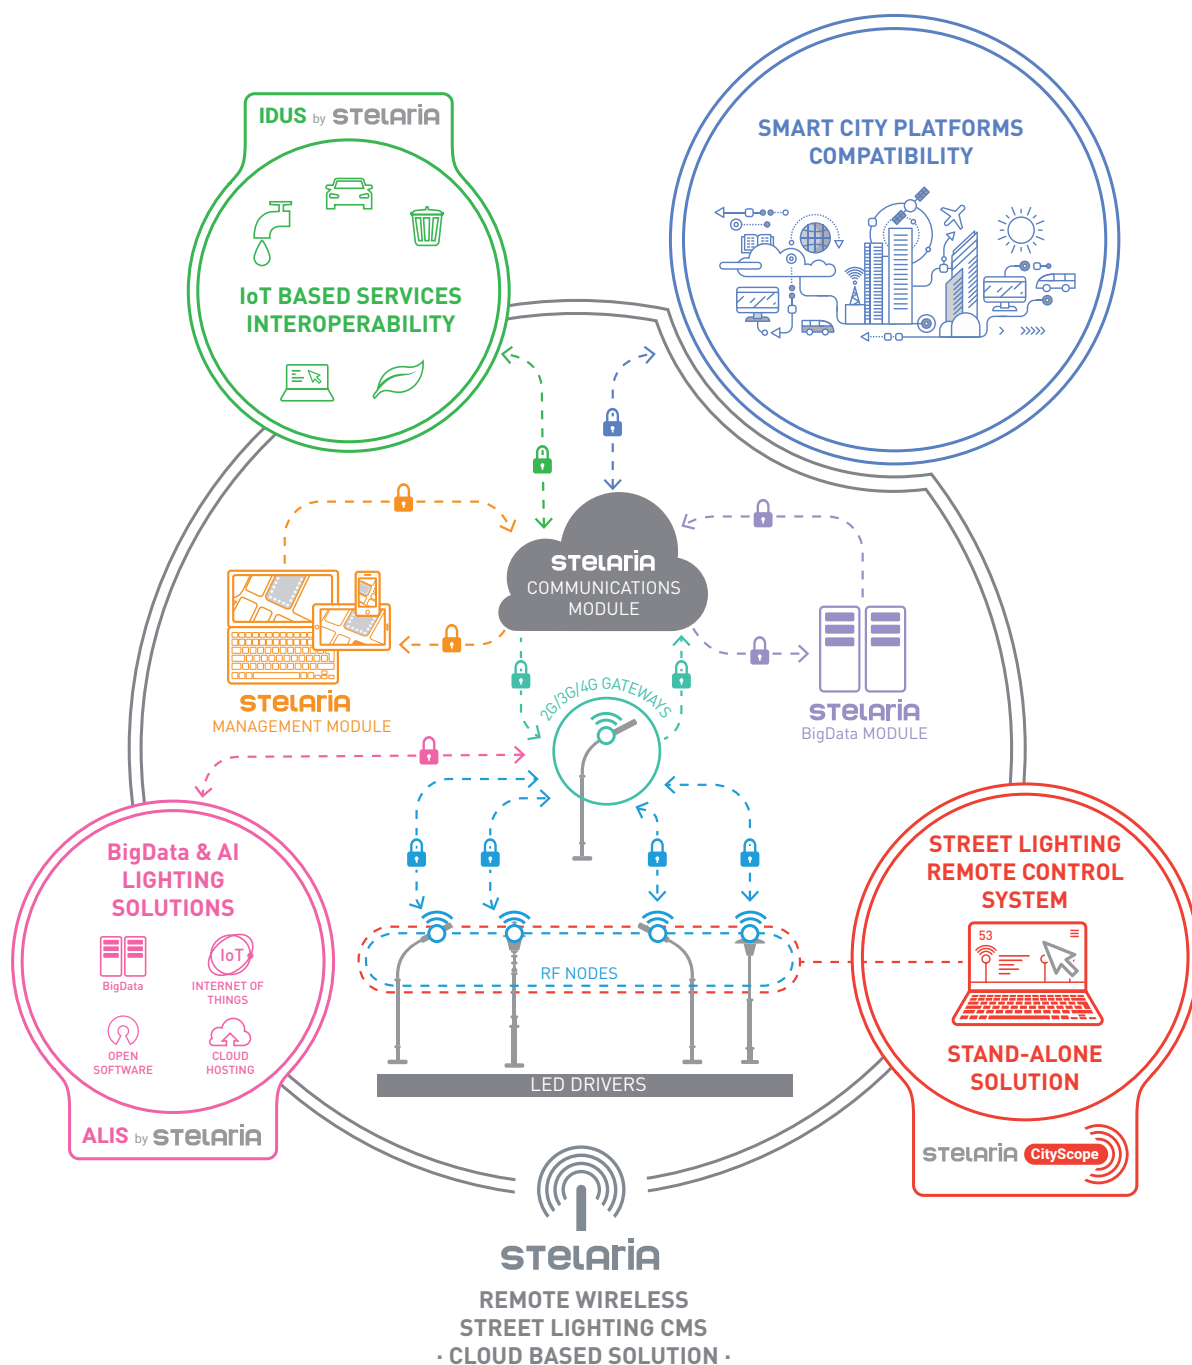 IDUS by STELARIA
IoT BASED SERVICES
INTEROPERABILITY
SMART CITY PLATFORMS
COMPATIBILITY
STELARIA
COMMUNICATIONS
MODULE
STELARIA
MANAGEMENT MODULE
2G/3G/4G GATEWAYS
STELARIA
BigData MODULE
BigData & AI
LIGHTING
SOLUTIONS
BigData
IoT
INTERNET OF
THINGS
OPEN
SOFTWARE
CLOUD
HOSTING
ALIS by STELARIA
RF NODES
LED DRIVERS
STREET LIGHTING
REMOTE CONTROL
SYSTEM
53
STAND-ALONE
SOLUTION
STELARIA CityScope
STELARIA
REMOTE WIRELESS
STREET LIGHTING CMS
· CLOUD BASED SOLUTION ·